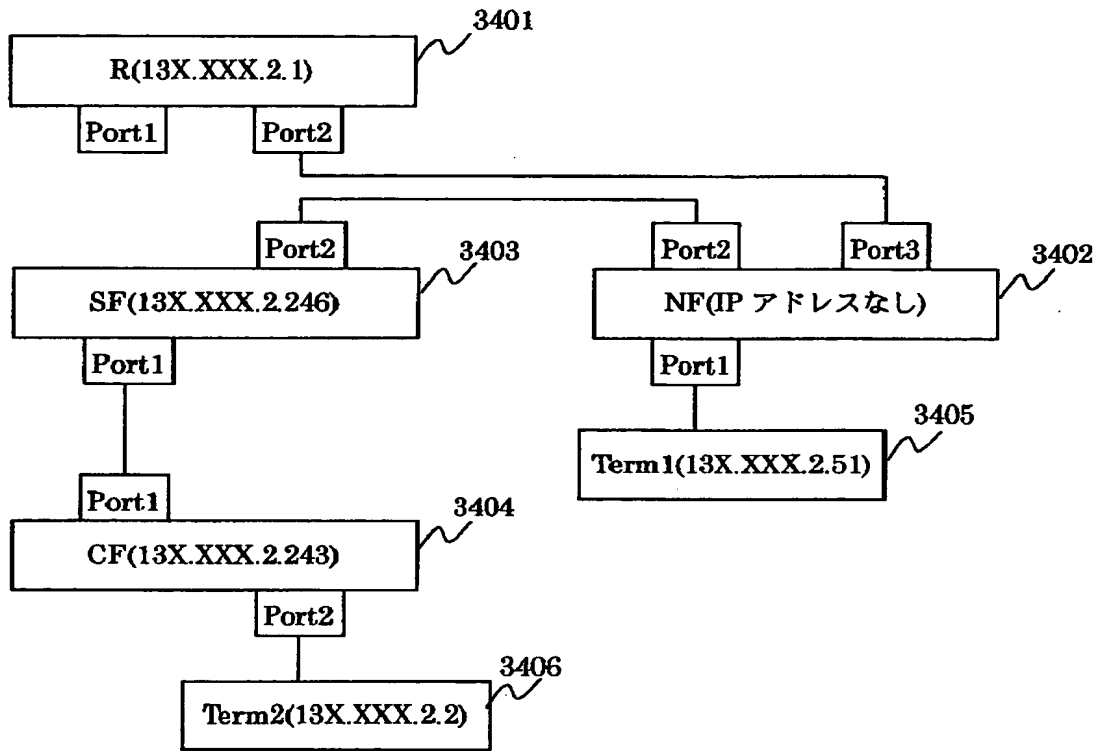 3401
R(13X.XXX.2.1)
Port1
Port2
Port2
3403
Port2
Port3
3402
SF(13X.XXX.2.246)
NF(IP アドレスなし)
Port1
Port1
3405
Term1(13X.XXX.2.51)
Port1
3404
CF(13X.XXX.2.243)
Port2
3406
Term2(13X.XXX.2.2)